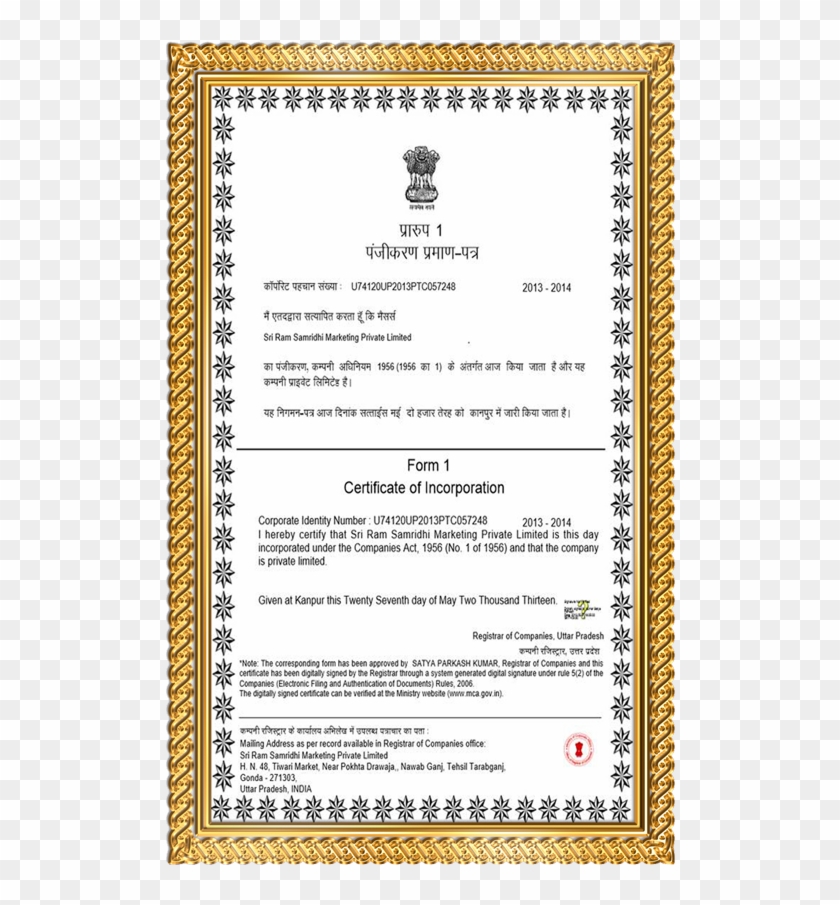 सत्यमेव जयते
प्रारुप 1
पंजीकरण प्रमाण-पत्र
कॉर्पोरेट पहचान संख्या : U74120UP2013PTC057248 2013 - 2014
मैं एतदद्वारा सत्यापित करता हूँ कि मैसर्स
Sri Ram Samridhi Marketing Private Limited
का पंजीकरण, कम्पनी अधिनियम 1956 (1956 का 1) के अंतर्गत आज किया जाता है और यह
कम्पनी प्राइवेट लिमिटेड है।
यह निगमन-पत्र आज दिनांक सत्ताईस मई दो हजार तेरह को कानपुर में जारी किया जाता है।
Form 1
Certificate of Incorporation
Corporate Identity Number : U74120UP2013PTC057248 2013 - 2014
I hereby certify that Sri Ram Samridhi Marketing Private Limited is this day
incorporated under the Companies Act, 1956 (No. 1 of 1956) and that the company
is private limited.
Given at Kanpur this Twenty Seventh day of May Two Thousand Thirteen.
Registrar of Companies, Uttar Pradesh
कम्पनी रजिस्ट्रार, उत्तर प्रदेश
*Note: The corresponding form has been approved by SATYA PARKASH KUMAR, Registrar of Companies and this
certificate has been digitally signed by the Registrar through a system generated digital signature under rule 5(2) of the
Companies (Electronic Filing and Authentication of Documents) Rules, 2006.
The digitally signed certificate can be verified at the Ministry website (www.mca.gov.in).
कम्पनी रजिस्ट्रार के कार्यालय अभिलेख में उपलब्ध पत्राचार का पता :
Mailing Address as per record available in Registrar of Companies office:
Sri Ram Samridhi Marketing Private Limited
H. N. 48, Tiwari Market, Near Pokhta Drawaja,, Nawab Ganj, Tehsil Tarabganj,
Gonda - 271303,
Uttar Pradesh, INDIA